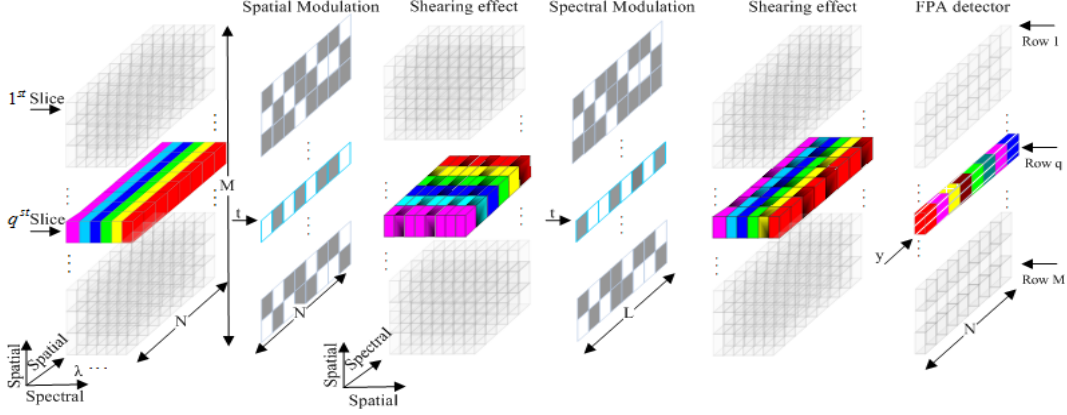 Spatial Modulation
Shearing effect
Spectral Modulation
Shearing effect
FPA detector
Row 1
1st Slice
M
Row q
qst Slice
t
t
y
Row M
N
N
L
N
Spatial
Spatial
λ
Spectral
Spatial
Spectral
Spatial